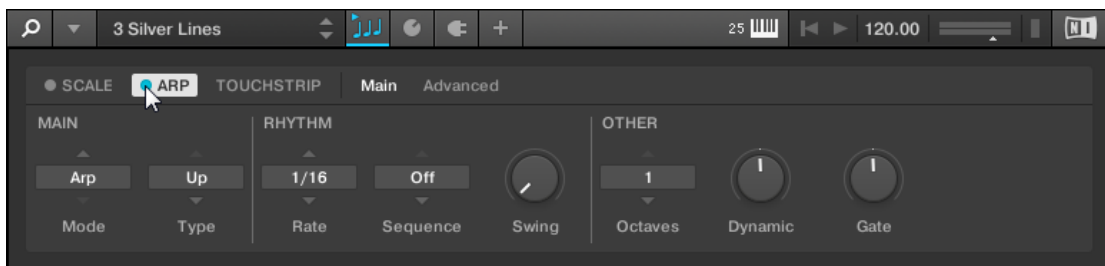 3 Silver Lines 25 120.00 NI
SCALE ARP TOUCHSTRIP Main Advanced
MAIN RHYTHM OTHER
Arp Up 1/16 Off 1
Mode Type Rate Sequence Swing Octaves Dynamic Gate